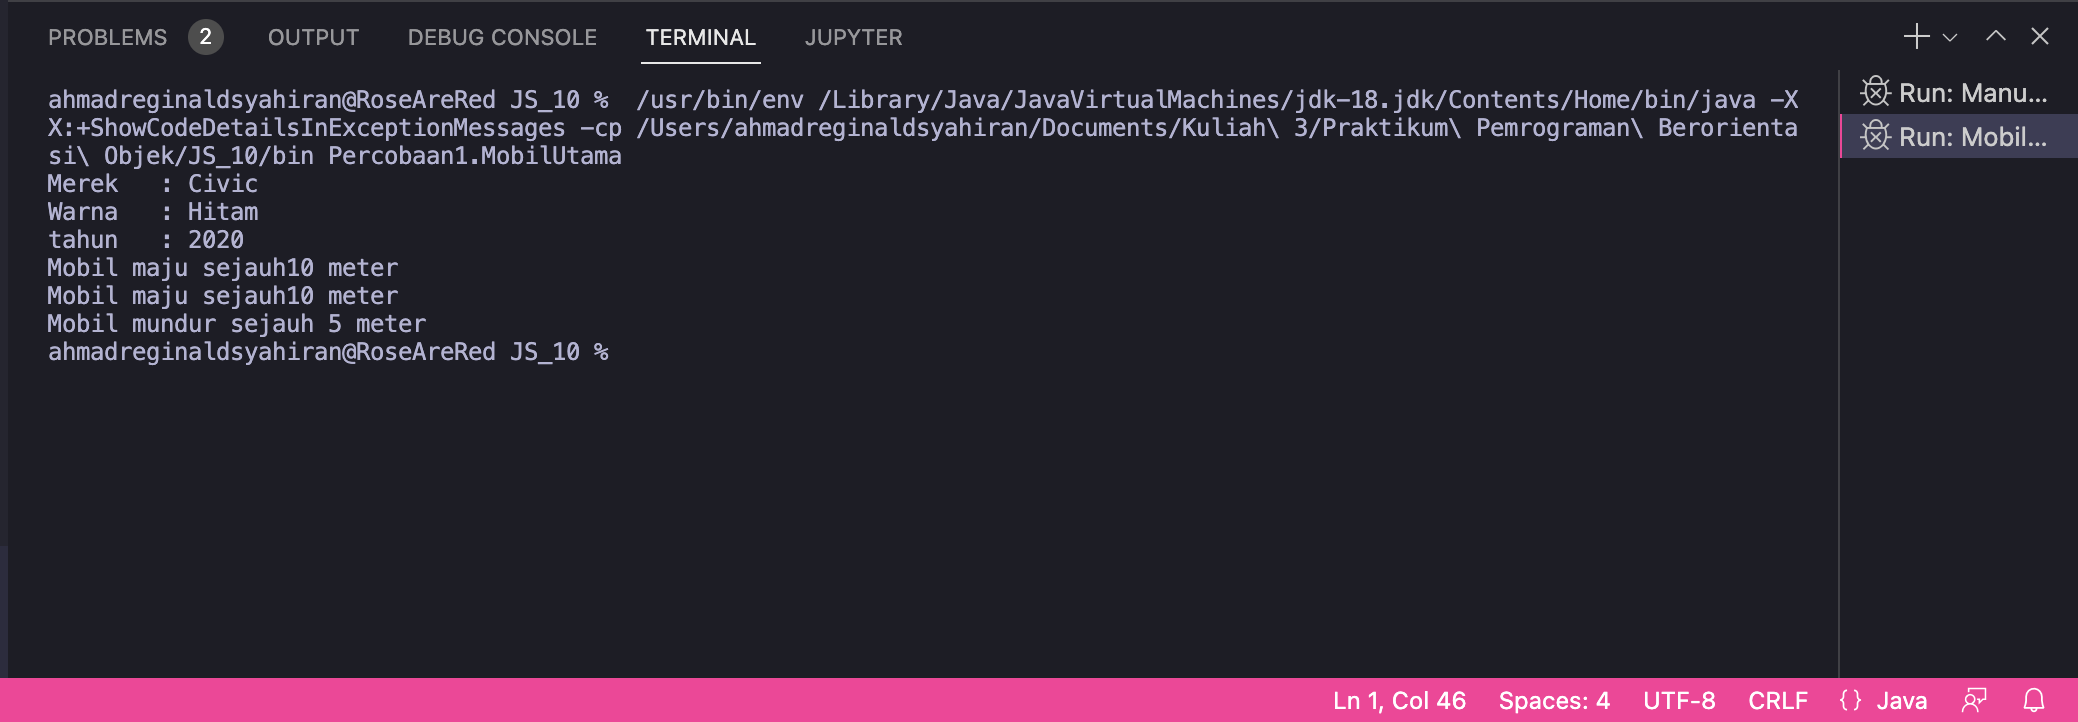 PROBLEMS 2 OUTPUT DEBUG CONSOLE TERMINAL JUPYTER
ahmadreginaldsyahiran@RoseAreRed JS_10 %  /usr/bin/env /Library/Java/JavaVirtualMachines/jdk-18.jdk/Contents/Home/bin/java -X
X:+ShowCodeDetailsInExceptionMessages -cp /Users/ahmadreginaldsyahiran/Documents/Kuliah\ 3/Praktikum\ Pemrograman\ Berorienta
si\ Objek/JS_10/bin Percobaan1.MobilUtama
Merek   : Civic
Warna   : Hitam
tahun   : 2020
Mobil maju sejauh10 meter
Mobil maju sejauh10 meter
Mobil mundur sejauh 5 meter
ahmadreginaldsyahiran@RoseAreRed JS_10 %
Run: Manu...
Run: Mobil...
Ln 1, Col 46 Spaces: 4 UTF-8 CRLF {} Java